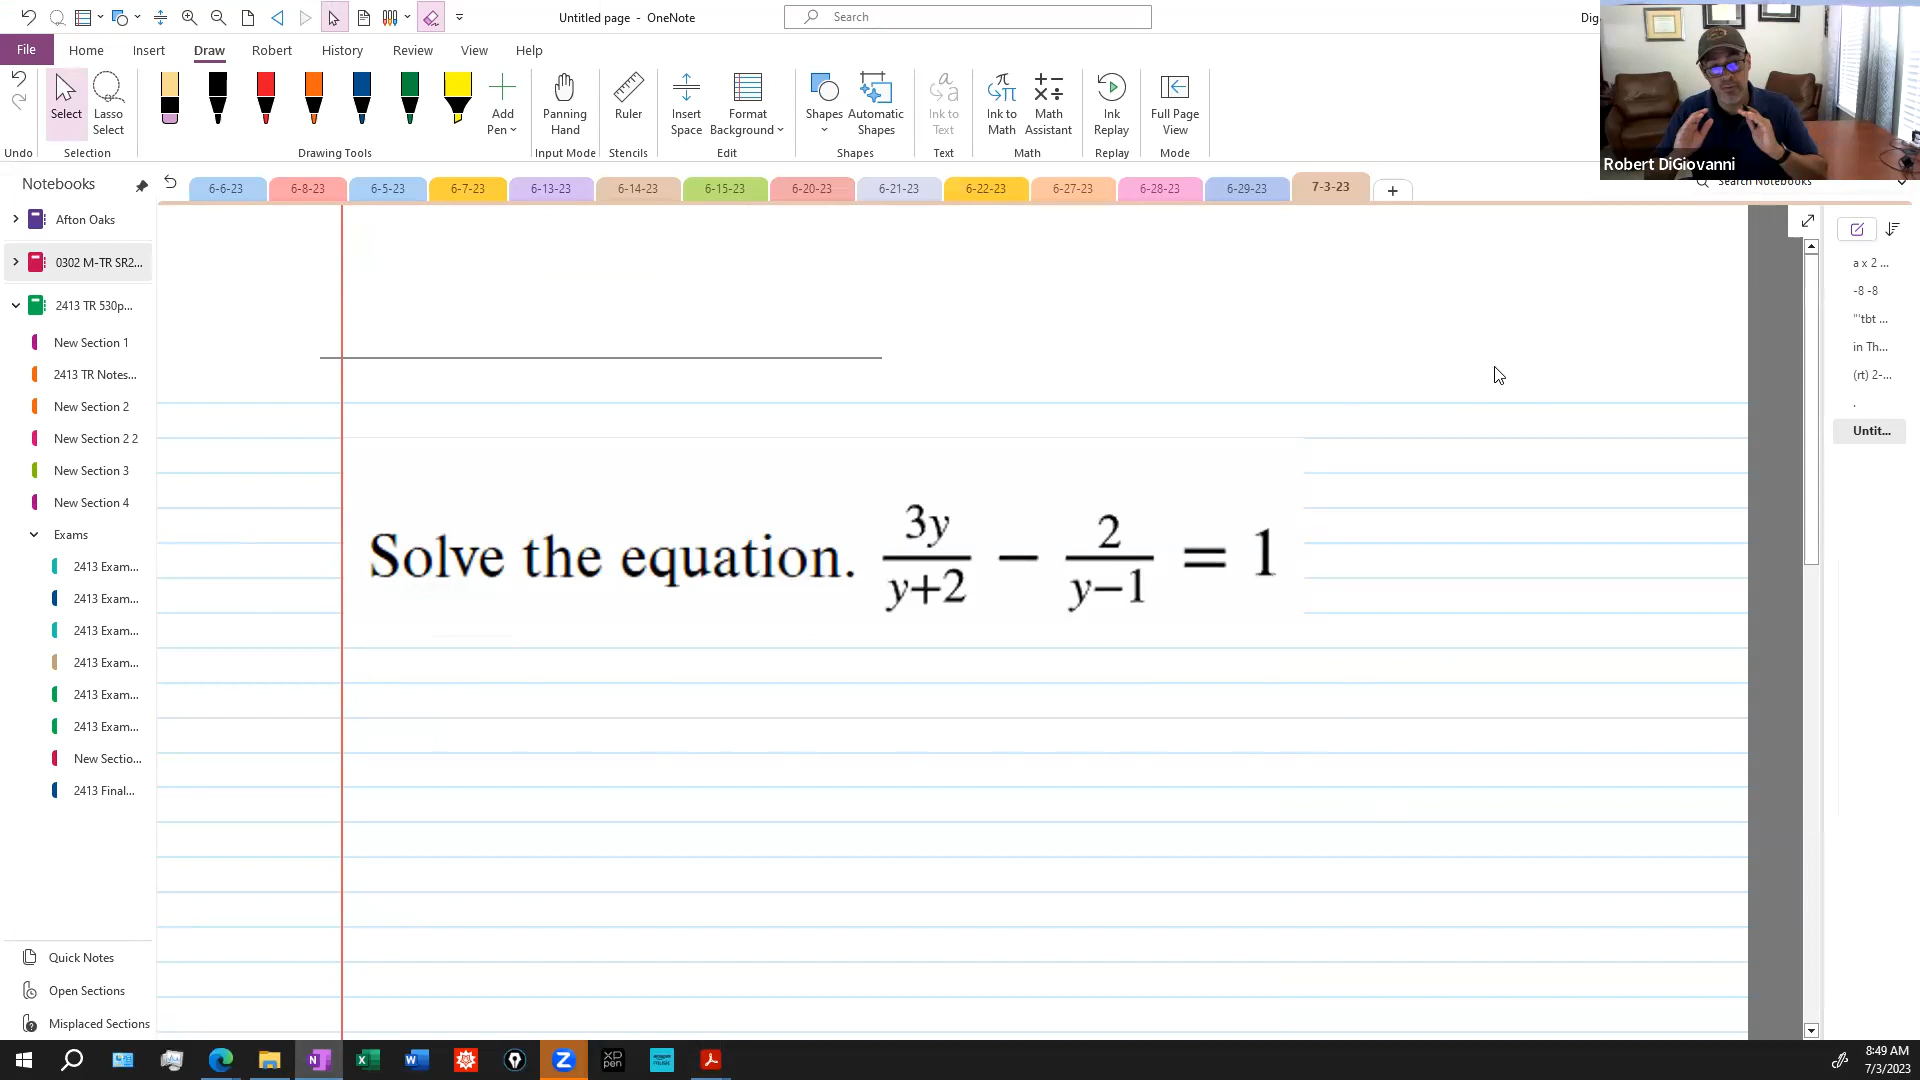 Untitled page - OneNote
Search
Dig
File
Home
Insert
Draw
Robert
History
Review
View
Help
Select
Lasso Select
Add Pen
Panning Hand
Ruler
Insert Space
Format Background
Shapes
Automatic Shapes
Ink to Text
Ink to Math
Math Assistant
Ink Replay
Full Page View
Undo
Selection
Drawing Tools
Input Mode
Stencils
Edit
Shapes
Text
Math
Replay
Mode
Robert DiGiovanni
Search Notebooks
Notebooks
6-6-23
6-8-23
6-5-23
6-7-23
6-13-23
6-14-23
6-15-23
6-20-23
6-21-23
6-22-23
6-27-23
6-28-23
6-29-23
7-3-23
+
Afton Oaks
0302 M-TR SR2...
2413 TR 530p...
New Section 1
2413 TR Notes...
New Section 2
New Section 2 2
New Section 3
New Section 4
Exams
2413 Exam...
2413 Exam...
2413 Exam...
2413 Exam...
2413 Exam...
2413 Exam...
New Sectio...
2413 Final...
Quick Notes
Open Sections
Misplaced Sections
Solve the equation. 3y/(y+2) − 2/(y−1) = 1
a x 2 ...
-8 -8
"'tbt ...
in Th...
(rt) 2-...
.
Untit...
XP pen
8:49 AM
7/3/2023